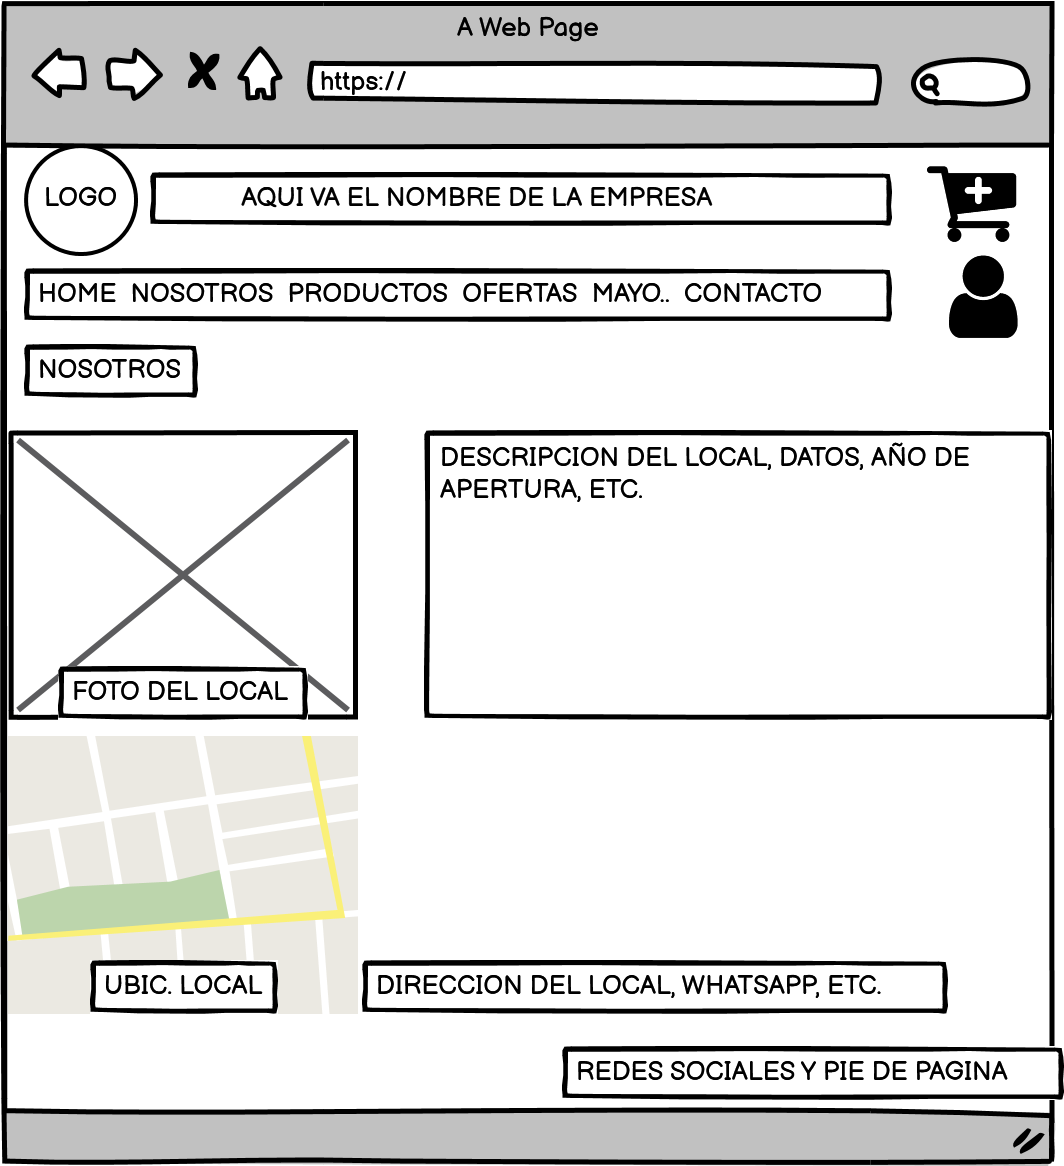 A Web Page
https://
LOGO
AQUI VA EL NOMBRE DE LA EMPRESA
HOME NOSOTROS PRODUCTOS OFERTAS MAYO.. CONTACTO
NOSOTROS
DESCRIPCION DEL LOCAL, DATOS, AÑO DE
APERTURA, ETC.
FOTO DEL LOCAL
UBIC. LOCAL
DIRECCION DEL LOCAL, WHATSAPP, ETC.
REDES SOCIALES Y PIE DE PAGINA